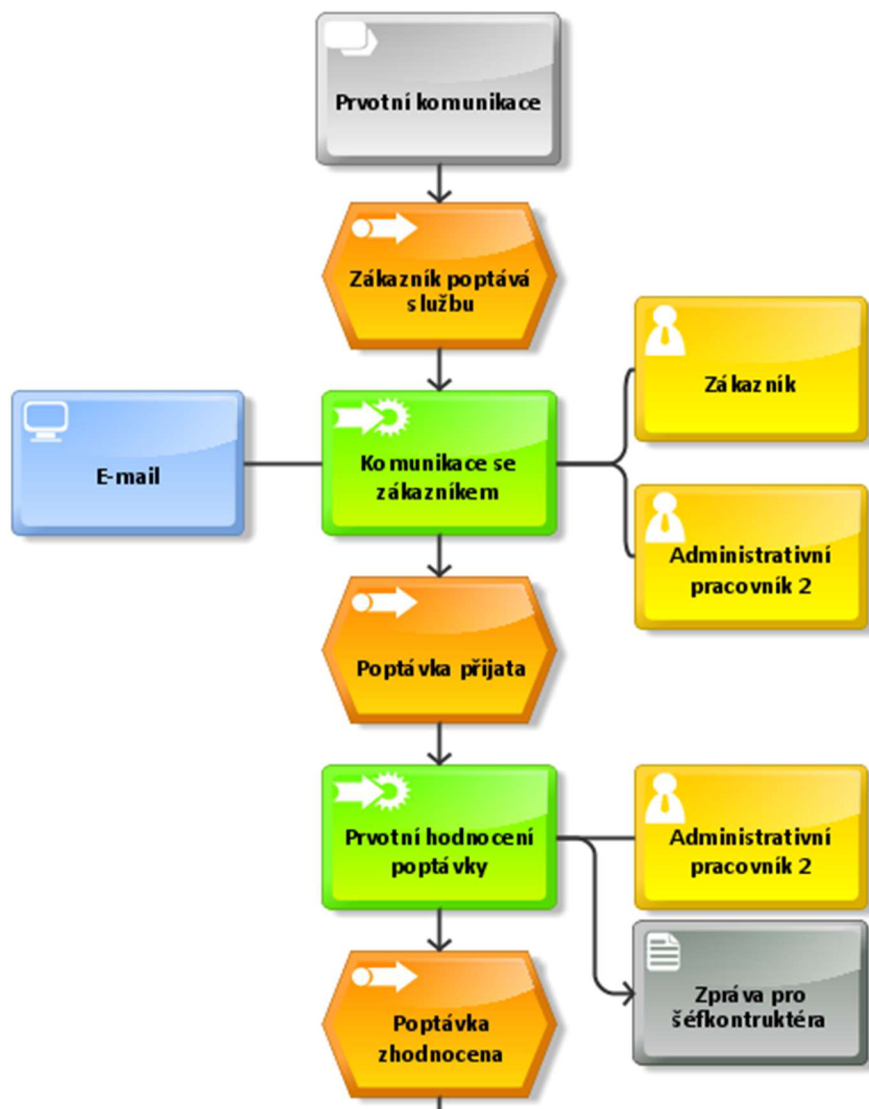 Prvotní komunikace
Zákazník poptává
službu
Zákazník
E-mail
Komunikace se
zákazníkem
Administrativní
pracovník 2
Poptávka přijata
Prvotní hodnocení
poptávky
Administrativní
pracovník 2
Zpráva pro
šéfkontruktéra
Poptávka
zhodnocena